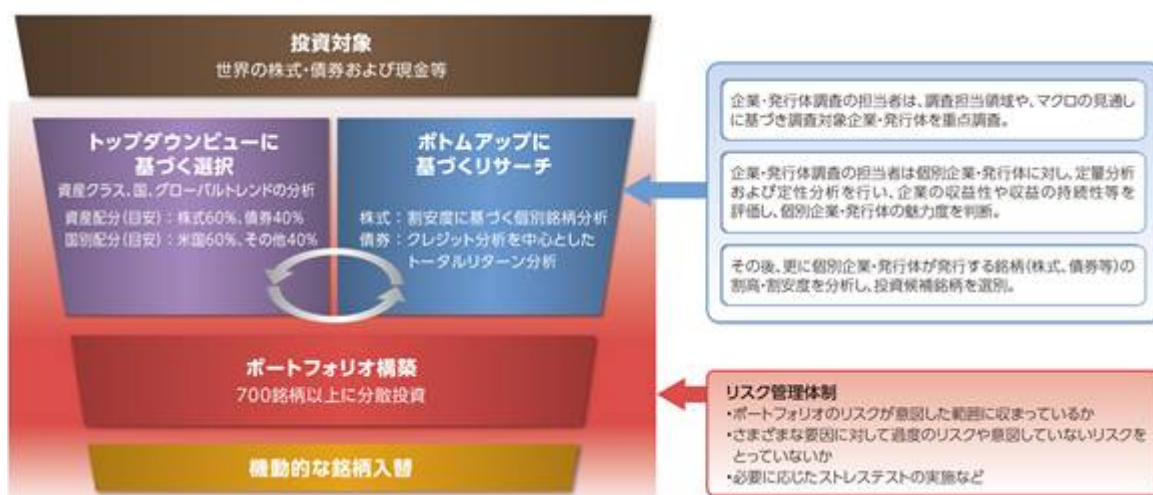 投資対象
世界の株式・債券および現金等
トップダウンビューに
基づく選択
資産クラス、国、グローバルトレンドの分析
資産配分(目安)：株式60%、債券40%
国別配分(目安)：米国60%、その他40%
ボトムアップに
基づくリサーチ
株式：割安度に基づく個別銘柄分析
債券：クレジット分析を中心とした
トータルリターン分析
ポートフォリオ構築
700銘柄以上に分散投資
機動的な銘柄入替
企業・発行体調査の担当者は、調査担当領域や、マクロの見通し
に基づき調査対象企業・発行体を重点調査。
企業・発行体調査の担当者は個別企業・発行体に対し、定量分析
および定性分析を行い、企業の収益性や収益の持続性等を
評価し、個別企業・発行体の魅力度を判断。
その後、更に個別企業・発行体が発行する銘柄(株式、債券等)の
割高・割安度を分析し、投資候補銘柄を選別。
リスク管理体制
・ポートフォリオのリスクが意図した範囲に収まっているか
・さまざまな要因に対して過度のリスクや意図していないリスクを
とっていないか
・必要に応じたストレステストの実施など